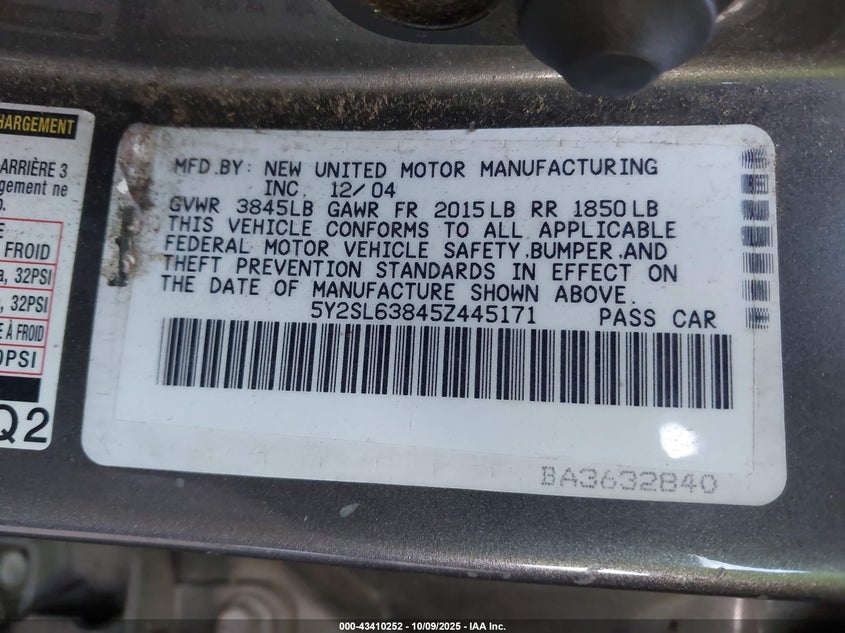 HARGEMENT
ARRIÈRE 3
gement ne
FROID
a, 32PSI
, 32PSI
E À FROID
0PSI
Q2
MFD.BY: NEW UNITED MOTOR MANUFACTURING
INC. 12/04
GVWR 3845LB GAWR FR 2015LB RR 1850LB
THIS VEHICLE CONFORMS TO ALL APPLICABLE
FEDERAL MOTOR VEHICLE SAFETY,BUMPER,AND
THEFT PREVENTION STANDARDS IN EFFECT ON
THE DATE OF MANUFACTURE SHOWN ABOVE.
5Y2SL63845Z445171 PASS CAR
BA3632840
000-43410252 - 10/09/2025 - IAA Inc.